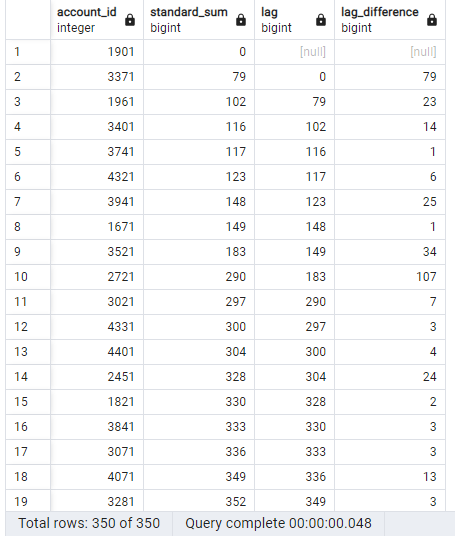 account_id standard_sum lag lag_difference
integer bigint bigint bigint
1 1901 0 [null] [null]
2 3371 79 0 79
3 1961 102 79 23
4 3401 116 102 14
5 3741 117 116 1
6 4321 123 117 6
7 3941 148 123 25
8 1671 149 148 1
9 3521 183 149 34
10 2721 290 183 107
11 3021 297 290 7
12 4331 300 297 3
13 4401 304 300 4
14 2451 328 304 24
15 1821 330 328 2
16 3841 333 330 3
17 3071 336 333 3
18 4071 349 336 13
19 3281 352 349 3
Total rows: 350 of 350 Query complete 00:00:00.048